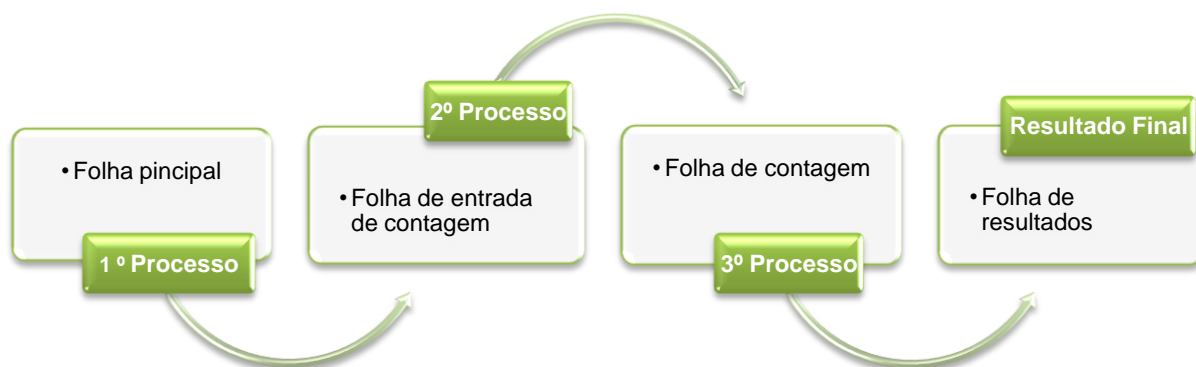 • Folha pincipal
1 º Processo
2º Processo
• Folha de entrada
de contagem
• Folha de contagem
3º Processo
Resultado Final
• Folha de
resultados